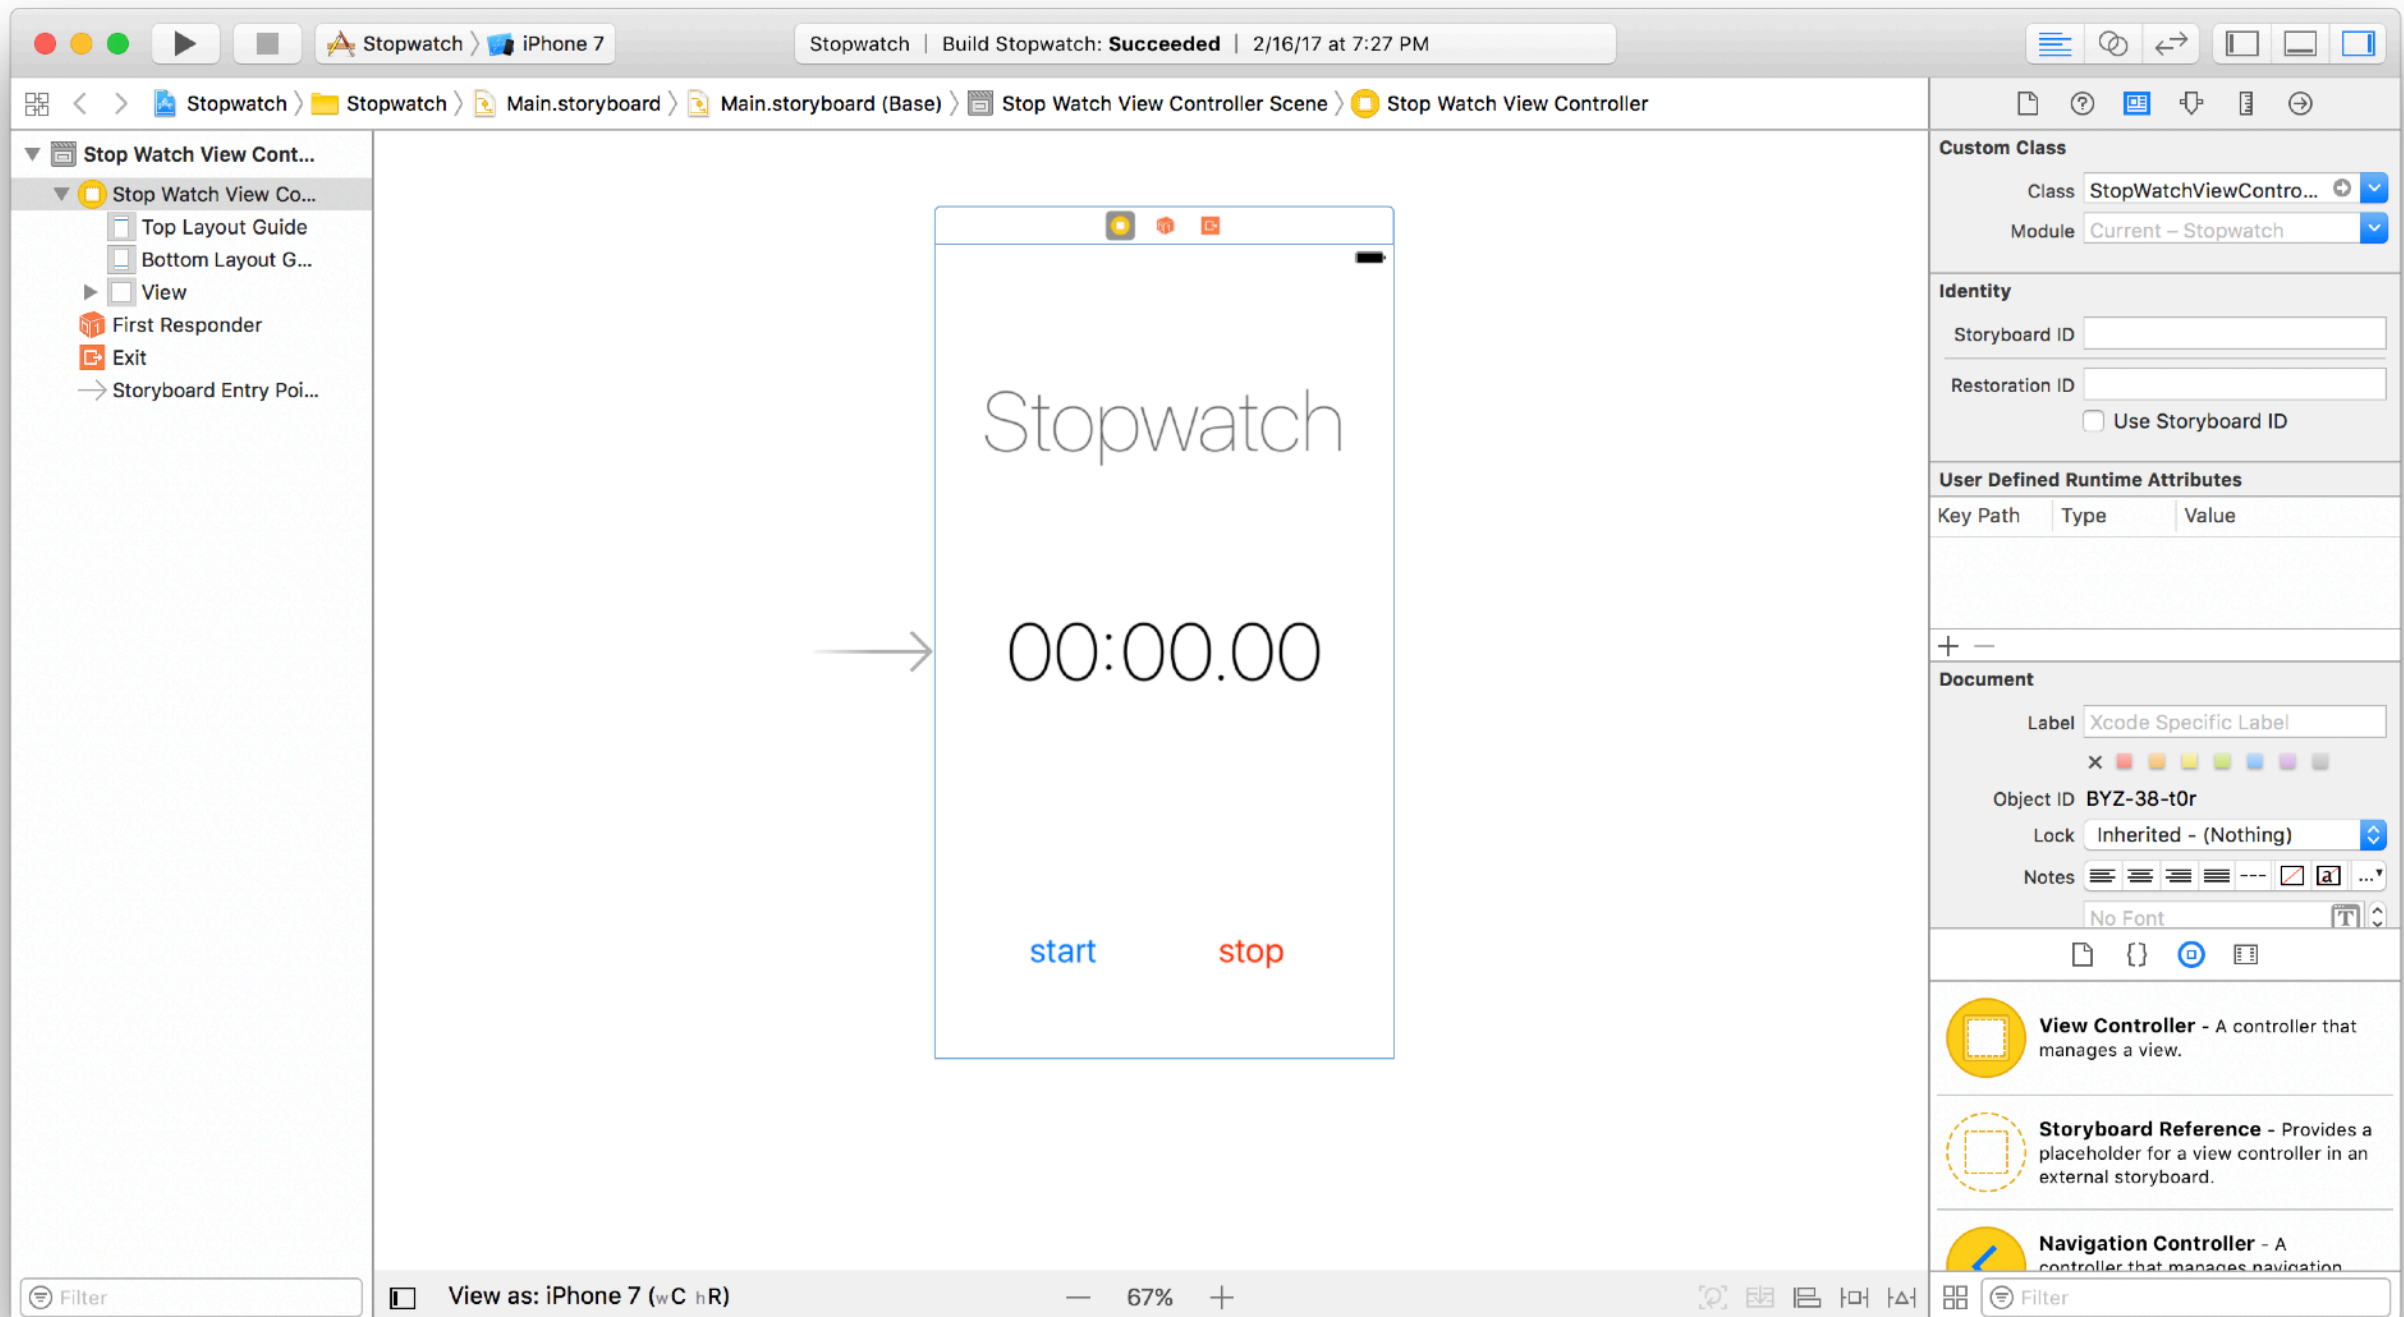 Stopwatch iPhone 7
Stopwatch | Build Stopwatch: Succeeded | 2/16/17 at 7:27 PM
Stopwatch Stopwatch Main.storyboard Main.storyboard (Base) Stop Watch View Controller Scene Stop Watch View Controller
Stop Watch View Cont...
Stop Watch View Co...
Top Layout Guide
Bottom Layout G...
View
First Responder
Exit
Storyboard Entry Poi...
Filter
Stopwatch
00:00.00
start stop
View as: iPhone 7 (wC hR)
67%
Custom Class
Class StopWatchViewContro...
Module Current – Stopwatch
Identity
Storyboard ID
Restoration ID
Use Storyboard ID
User Defined Runtime Attributes
Key Path Type Value
Document
Label Xcode Specific Label
Object ID BYZ-38-t0r
Lock Inherited - (Nothing)
Notes
No Font
View Controller - A controller that
manages a view.
Storyboard Reference - Provides a
placeholder for a view controller in an
external storyboard.
Navigation Controller - A
controller that manages navigation
Filter